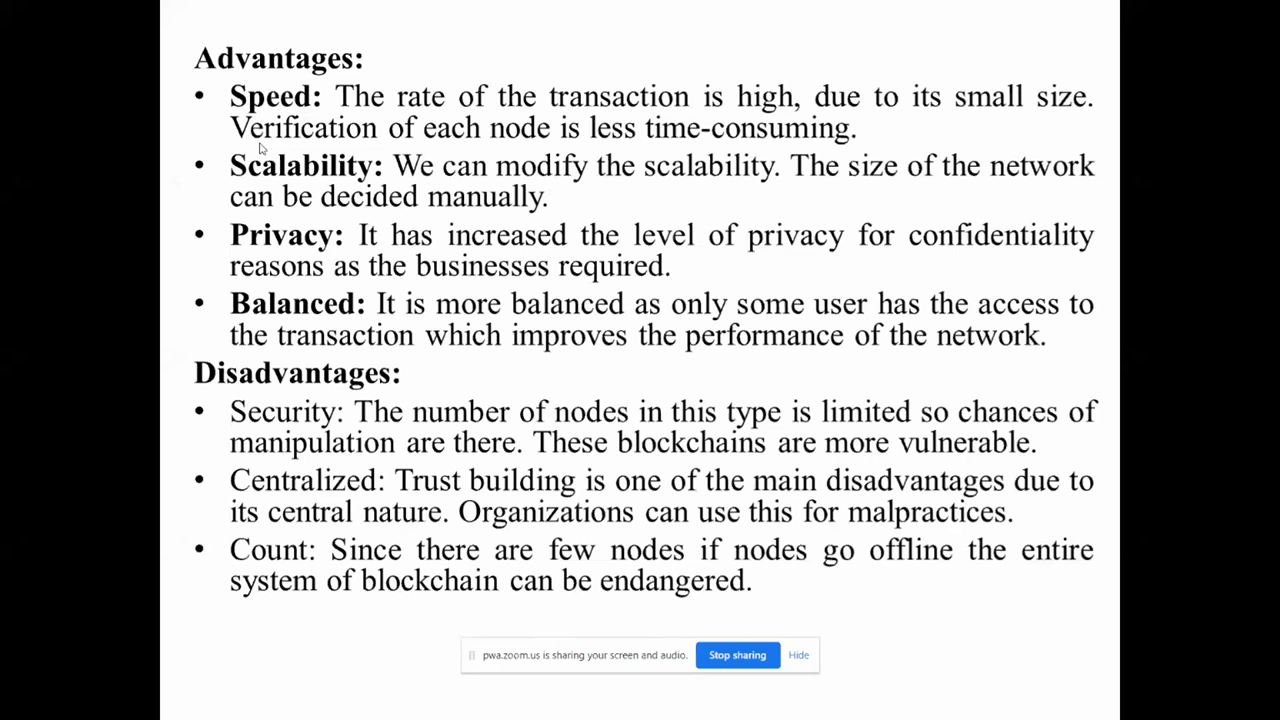 Advantages:
• Speed: The rate of the transaction is high, due to its small size.
Verification of each node is less time-consuming.
• Scalability: We can modify the scalability. The size of the network
can be decided manually.
• Privacy: It has increased the level of privacy for confidentiality
reasons as the businesses required.
• Balanced: It is more balanced as only some user has the access to
the transaction which improves the performance of the network.
Disadvantages:
• Security: The number of nodes in this type is limited so chances of
manipulation are there. These blockchains are more vulnerable.
• Centralized: Trust building is one of the main disadvantages due to
its central nature. Organizations can use this for malpractices.
• Count: Since there are few nodes if nodes go offline the entire
system of blockchain can be endangered.
pwa.zoom.us is sharing your screen and audio. Stop sharing Hide